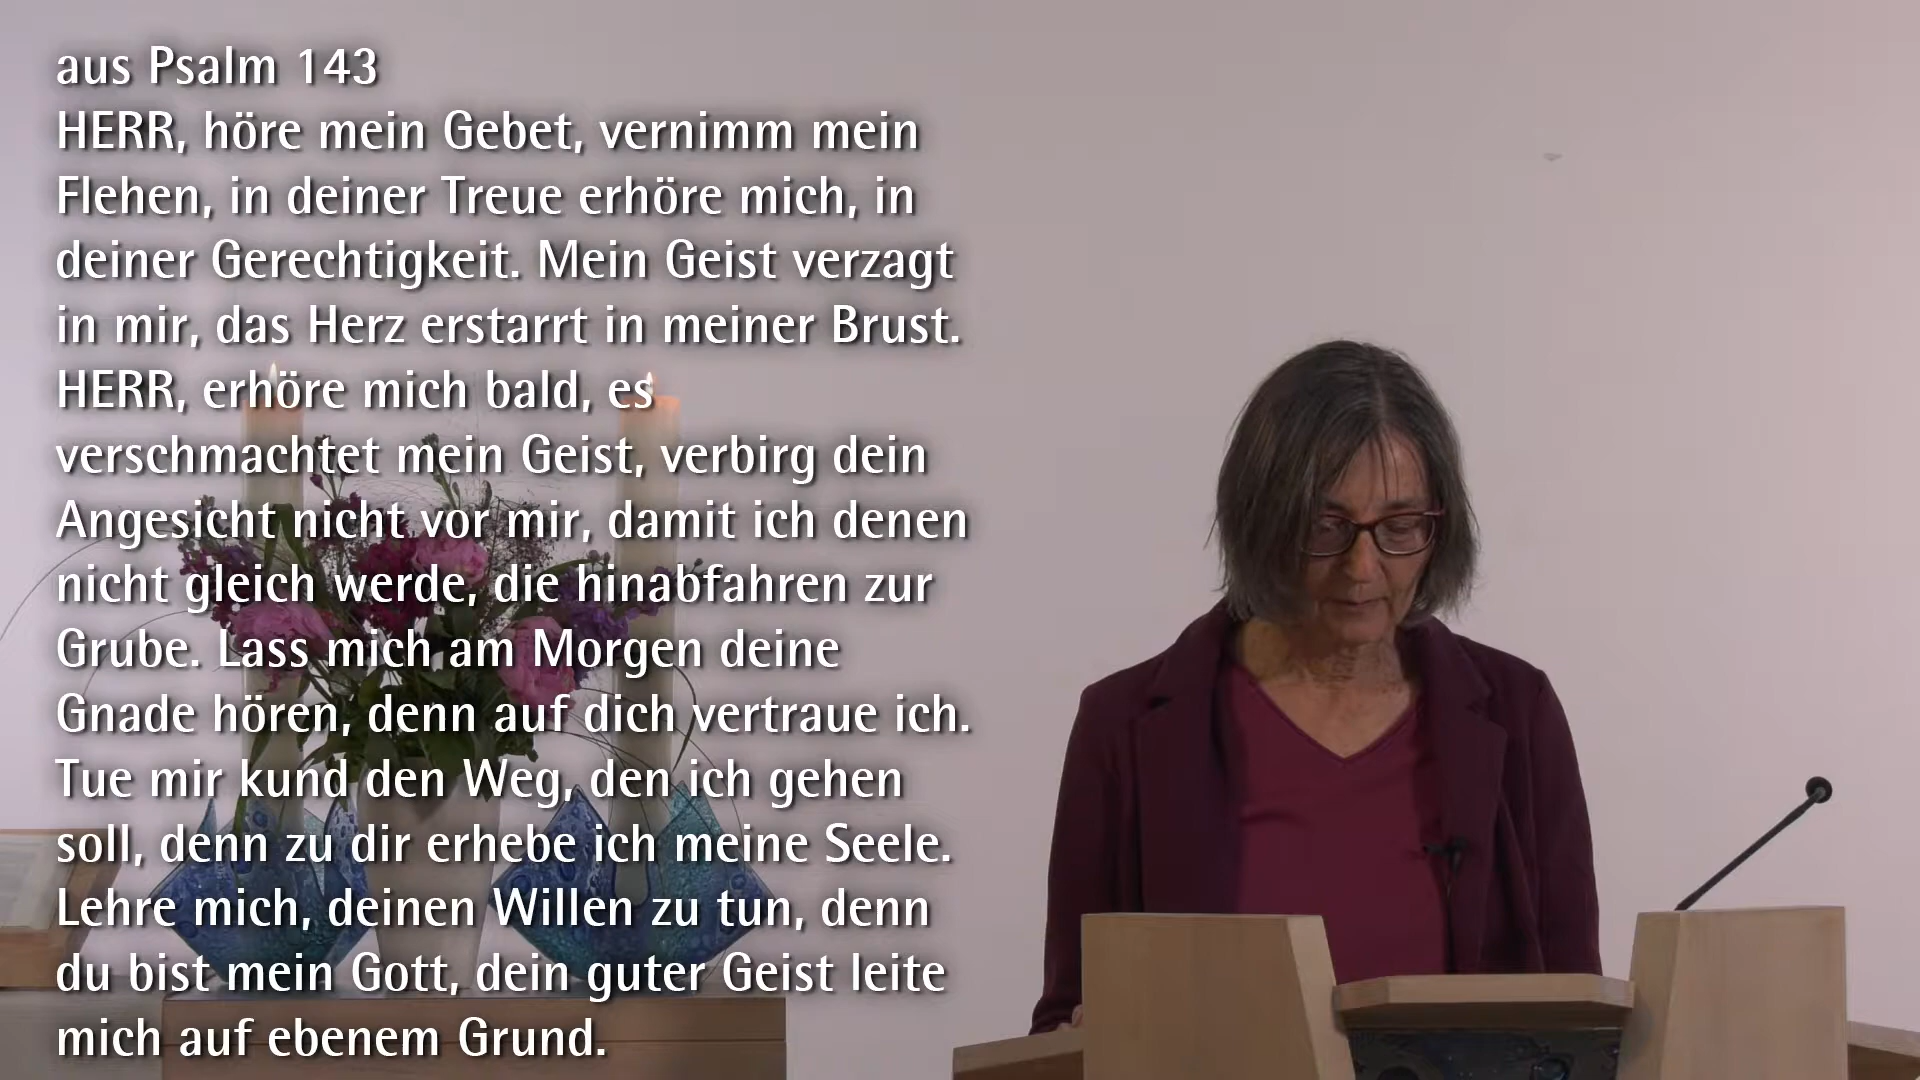 aus Psalm 143
HERR, höre mein Gebet, vernimm mein
Flehen, in deiner Treue erhöre mich, in
deiner Gerechtigkeit. Mein Geist verzagt
in mir, das Herz erstarrt in meiner Brust.
HERR, erhöre mich bald, es
verschmachtet mein Geist, verbirg dein
Angesicht nicht vor mir, damit ich denen
nicht gleich werde, die hinabfahren zur
Grube. Lass mich am Morgen deine
Gnade hören, denn auf dich vertraue ich.
Tue mir kund den Weg, den ich gehen
soll, denn zu dir erhebe ich meine Seele.
Lehre mich, deinen Willen zu tun, denn
du bist mein Gott, dein guter Geist leite
mich auf ebenem Grund.